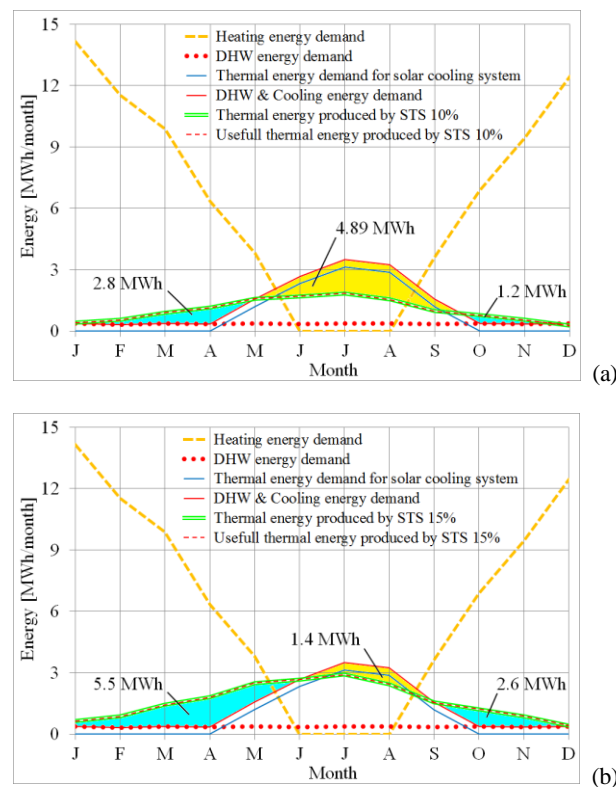 15
Heating energy demand
DHW energy demand
12
Thermal energy demand for solar cooling system
DHW & Cooling energy demand
Thermal energy produced by STS 10%
Usefull thermal energy produced by STS 10%
9
Energy [MWh/month]
6
4.89 MWh
2.8 MWh
1.2 MWh
3
0
J F M A M J J A S O N D
Month
(a)
15
Heating energy demand
DHW energy demand
12
Thermal energy demand for solar cooling system
DHW & Cooling energy demand
Thermal energy produced by STS 15%
Usefull thermal energy produced by STS 15%
9
Energy [MWh/month]
6
1.4 MWh
5.5 MWh
2.6 MWh
3
0
J F M A M J J A S O N D
Month
(b)